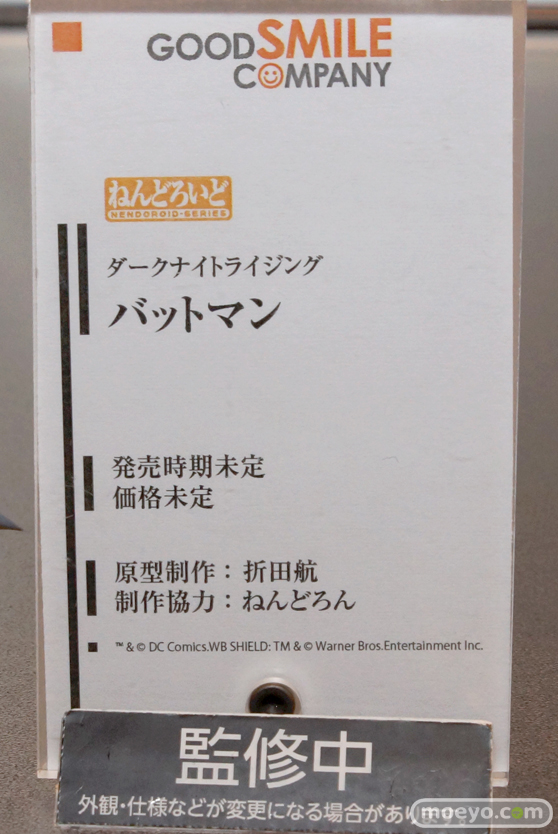 GOODSMILE
COMPANY
ねんどろいど
NENDOROID-SERIES
ダークナイトライジング
バットマン
発売時期未定
価格未定
原型制作：折田航
制作協力：ねんどろん
™ & © DC Comics.WB SHIELD: TM & © Warner Bros.Entertainment Inc.
監修中
外観・仕様などが変更になる場合があ
moeyo.com